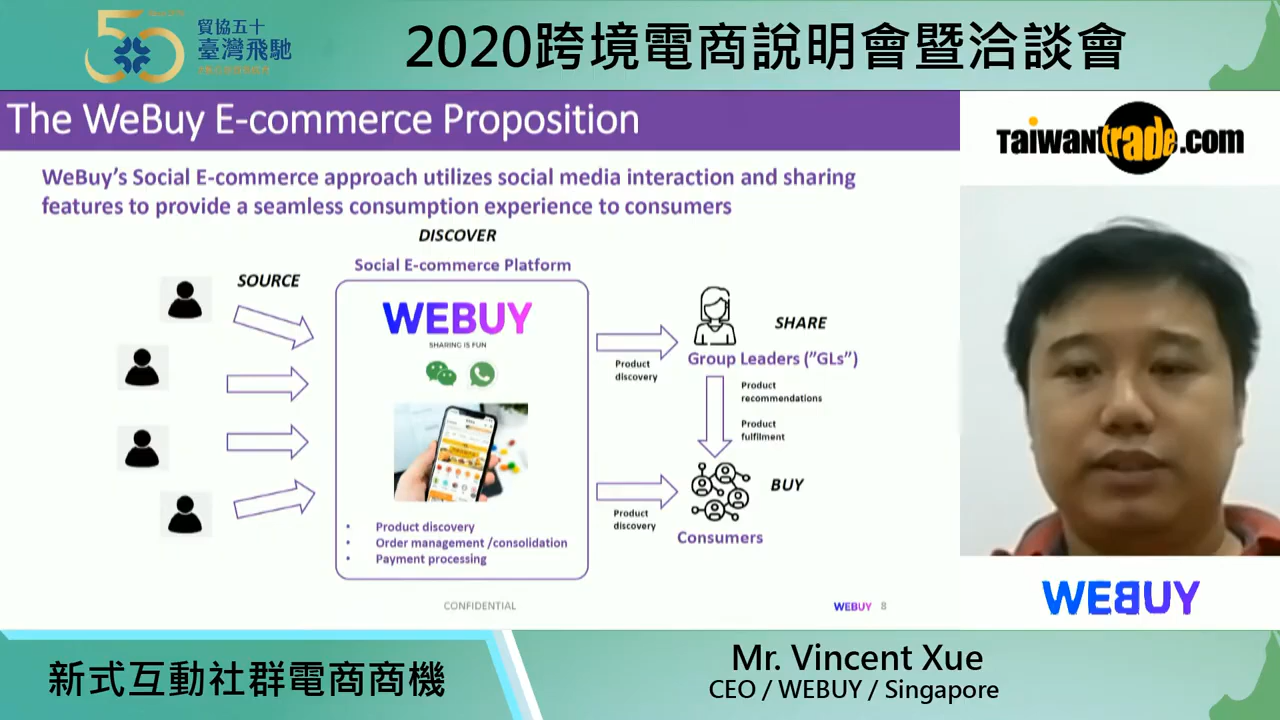 50
貿協五十
臺灣飛馳
2020跨境電商說明會暨洽談會
The WeBuy E-commerce Proposition
TAIWANTRADE.com
WeBuy's Social E-commerce approach utilizes social media interaction and sharing
features to provide a seamless consumption experience to consumers
DISCOVER
Social E-commerce Platform
SOURCE
WEBUY
SHARING IS FUN
Product
discovery
SHARE
Group Leaders ("GLs")
Product
recommendations
Product
fulfilment
BUY
Product
discovery
Consumers
• Product discovery
• Order management /consolidation
• Payment processing
CONFIDENTIAL
WEBUY 8
WEBUY
新式互動社群電商商機
Mr. Vincent Xue
CEO / WEBUY / Singapore